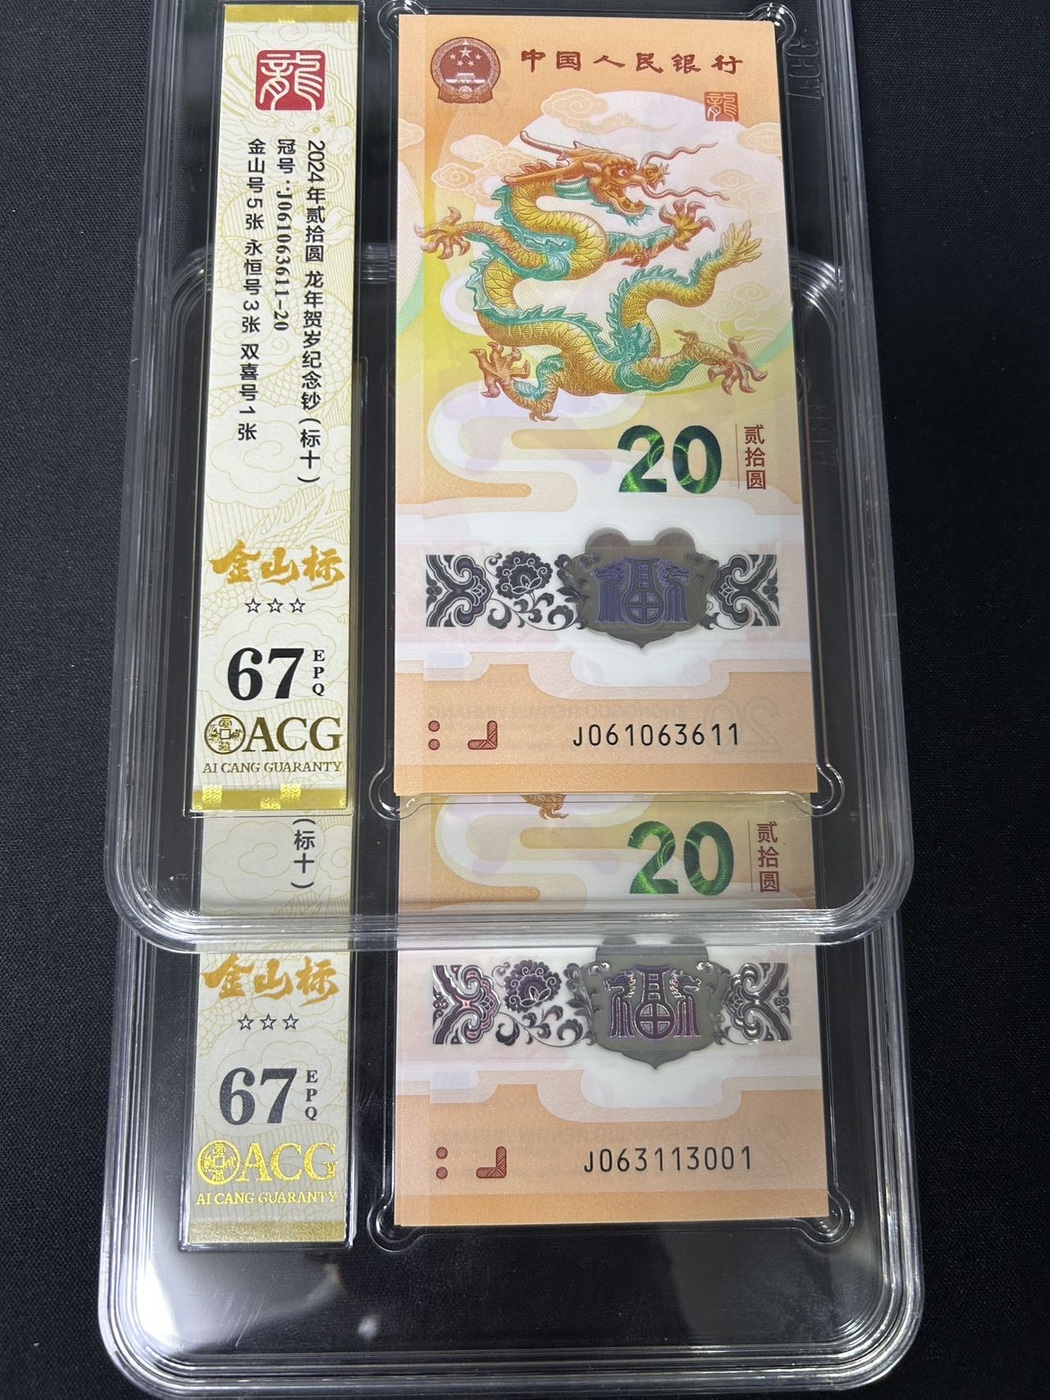 龍
2024年贰拾圆 龙年贺岁纪念钞(标十)
冠号:J061063611-20
金山号5张 永恒号3张 双喜号1张
金山标
☆☆☆
67
EPQ
ACG
AI CANG GUARANTY
中国人民银行
龍
20
贰拾圆
福
J061063611
(标十)
金山标
☆☆☆
67
EPQ
ACG
AI CANG GUARANTY
20
贰拾圆
福
J063113001